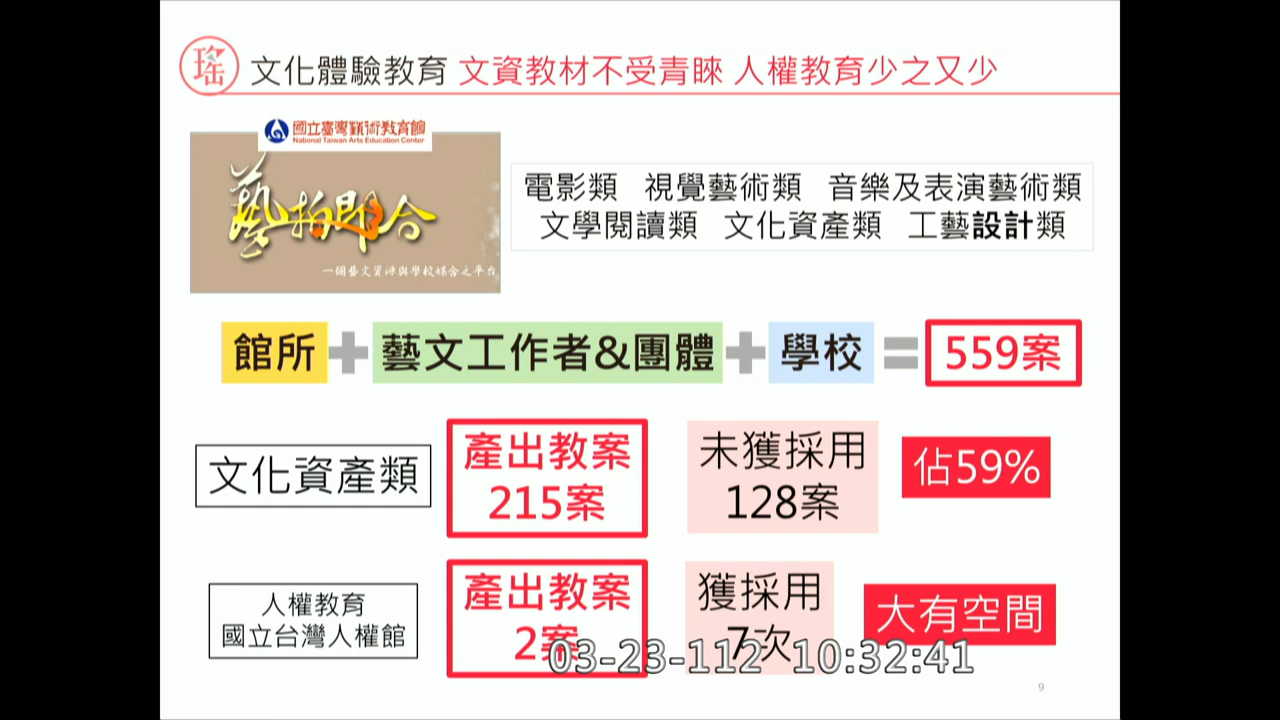 瑤
文化體驗教育 文資教材不受青睞 人權教育少之又少
國立臺灣藝術教育館
National Taiwan Arts Education Center
藝拍即合
一個藝文資源與學校媒合之平台
電影類 視覺藝術類 音樂及表演藝術類
文學閱讀類 文化資產類 工藝設計類
館所+藝文工作者&團體+學校=559案
文化資產類
產出教案
215案
未獲採用
128案
佔59%
人權教育
國立台灣人權館
產出教案
2案
獲採用
7次
大有空間
03-23-112 10:32:41
9